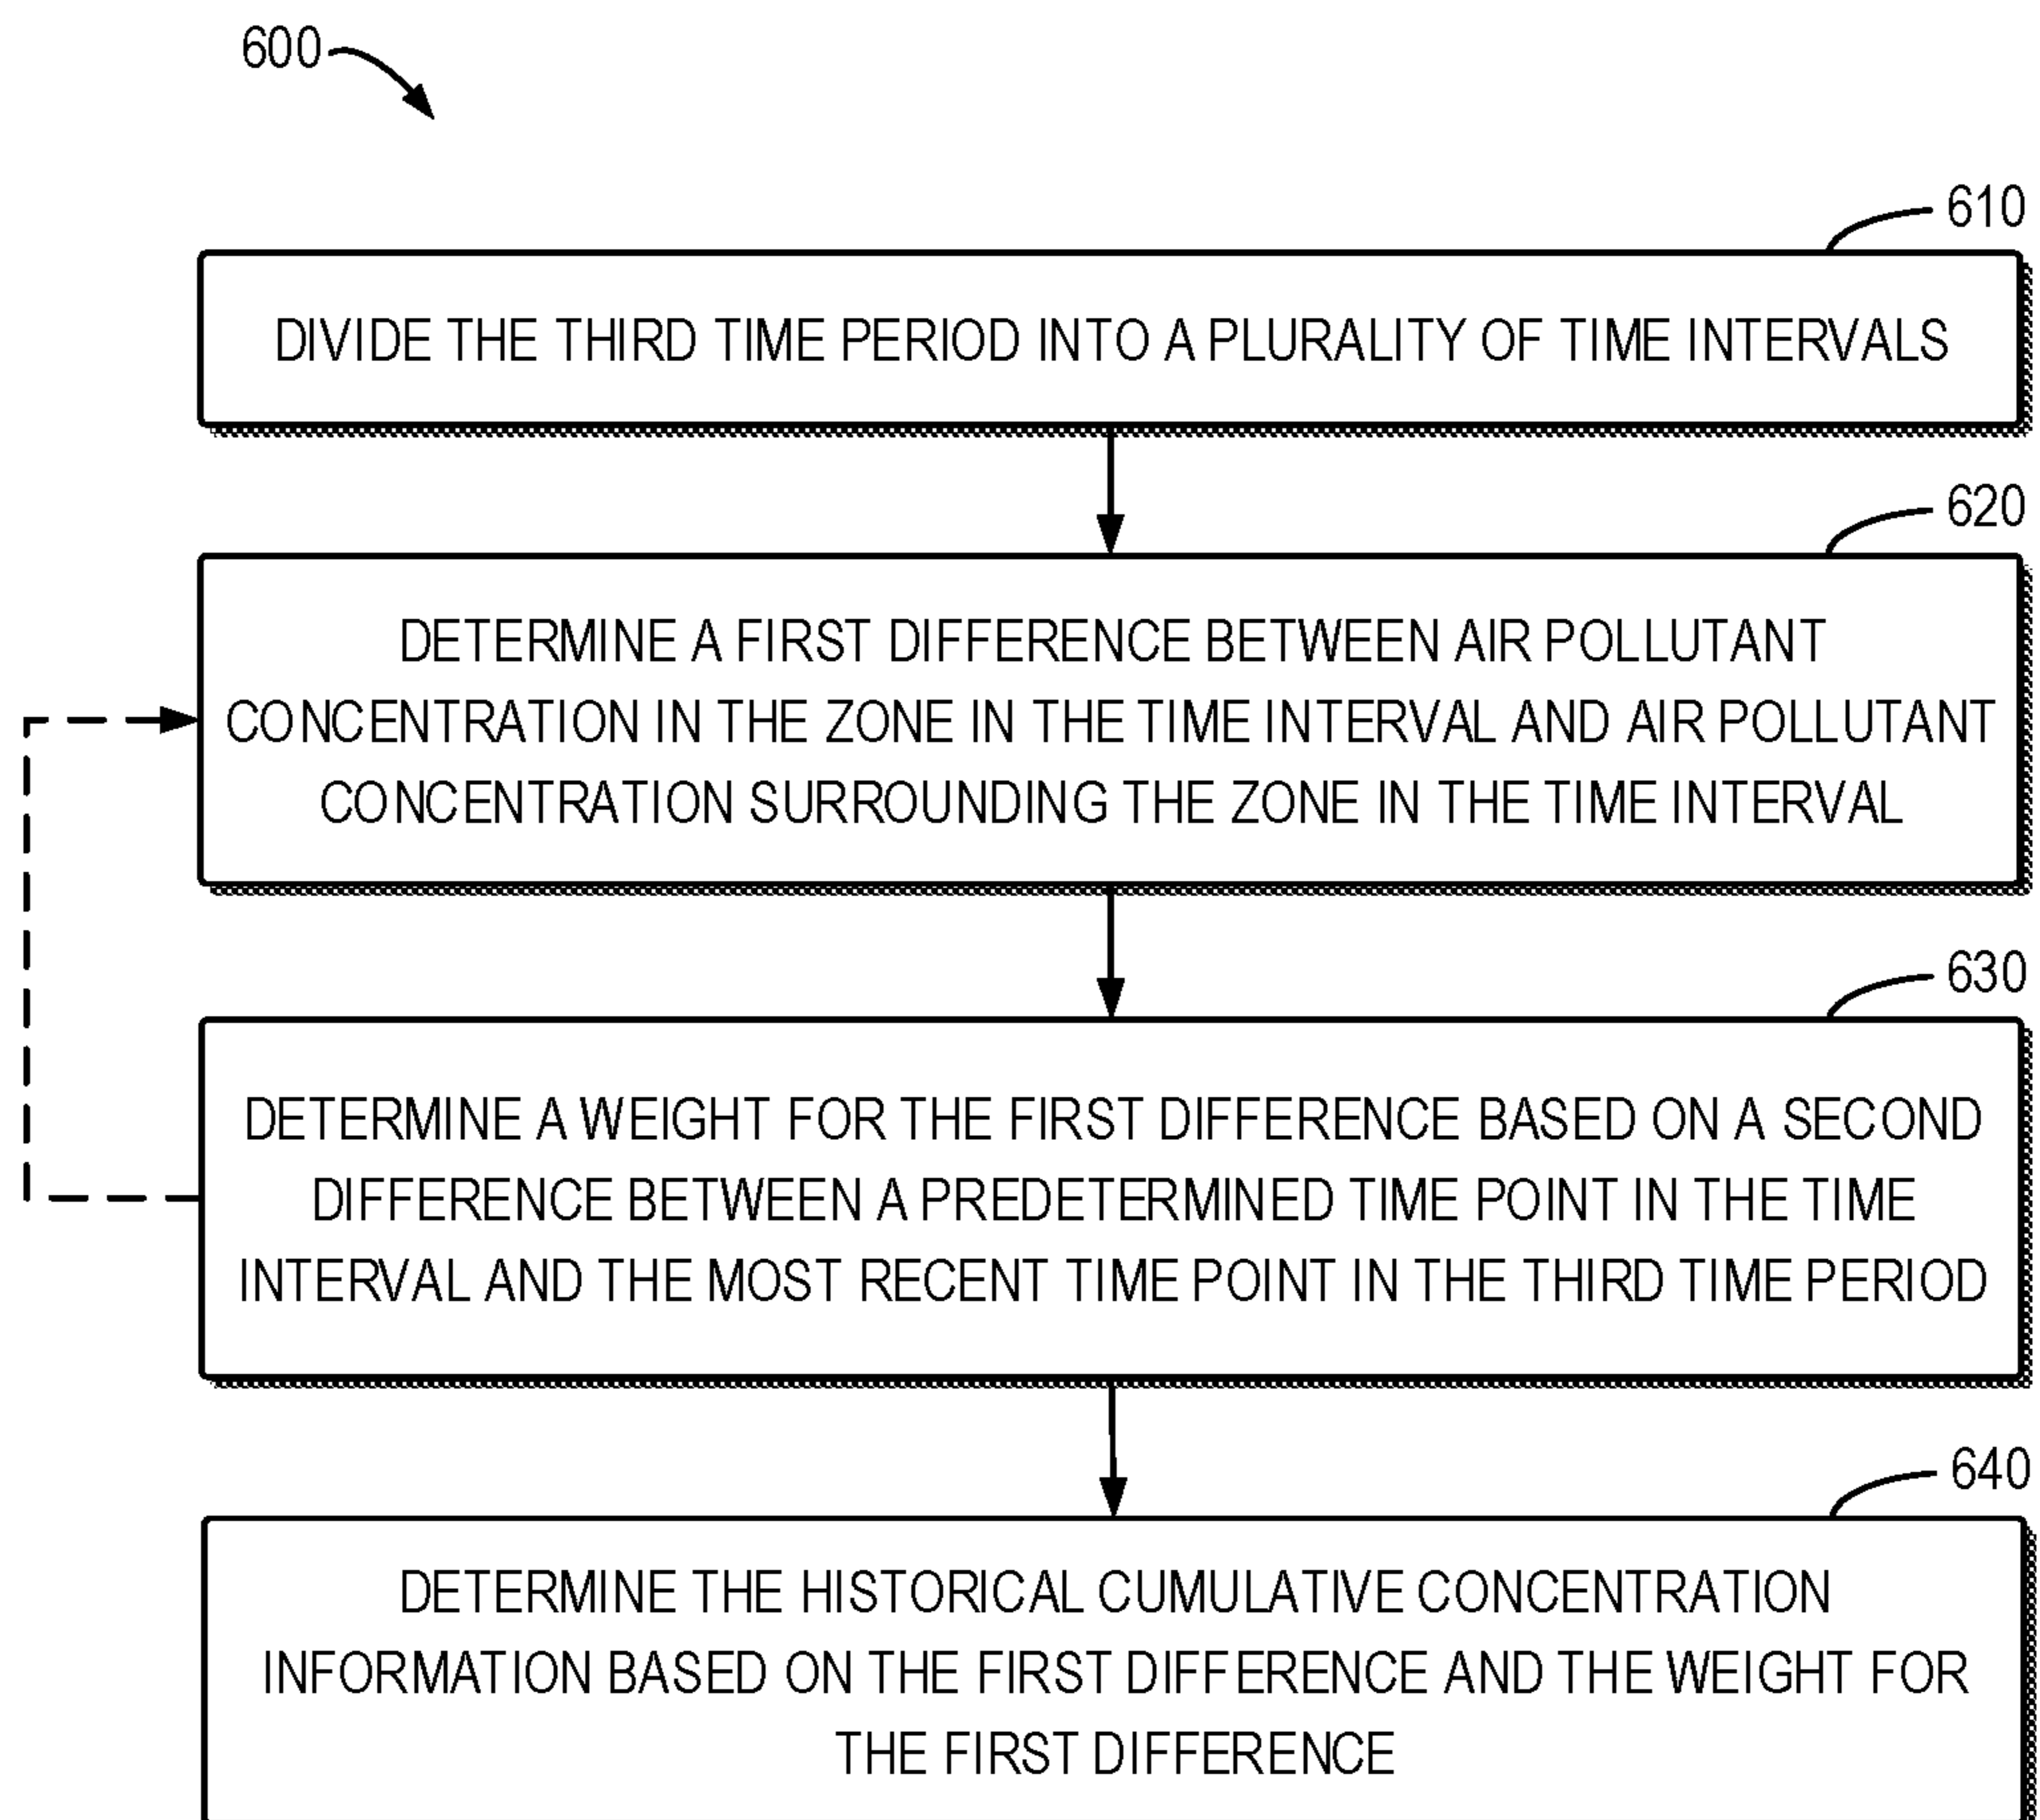 600
610
DIVIDE THE THIRD TIME PERIOD INTO A PLURALITY OF TIME INTERVALS
620
DETERMINE A FIRST DIFFERENCE BETWEEN AIR POLLUTANT
CONCENTRATION IN THE ZONE IN THE TIME INTERVAL AND AIR POLLUTANT
CONCENTRATION SURROUNDING THE ZONE IN THE TIME INTERVAL
630
DETERMINE A WEIGHT FOR THE FIRST DIFFERENCE BASED ON A SECOND
DIFFERENCE BETWEEN A PREDETERMINED TIME POINT IN THE TIME
INTERVAL AND THE MOST RECENT TIME POINT IN THE THIRD TIME PERIOD
640
DETERMINE THE HISTORICAL CUMULATIVE CONCENTRATION
INFORMATION BASED ON THE FIRST DIFFERENCE AND THE WEIGHT FOR
THE FIRST DIFFERENCE